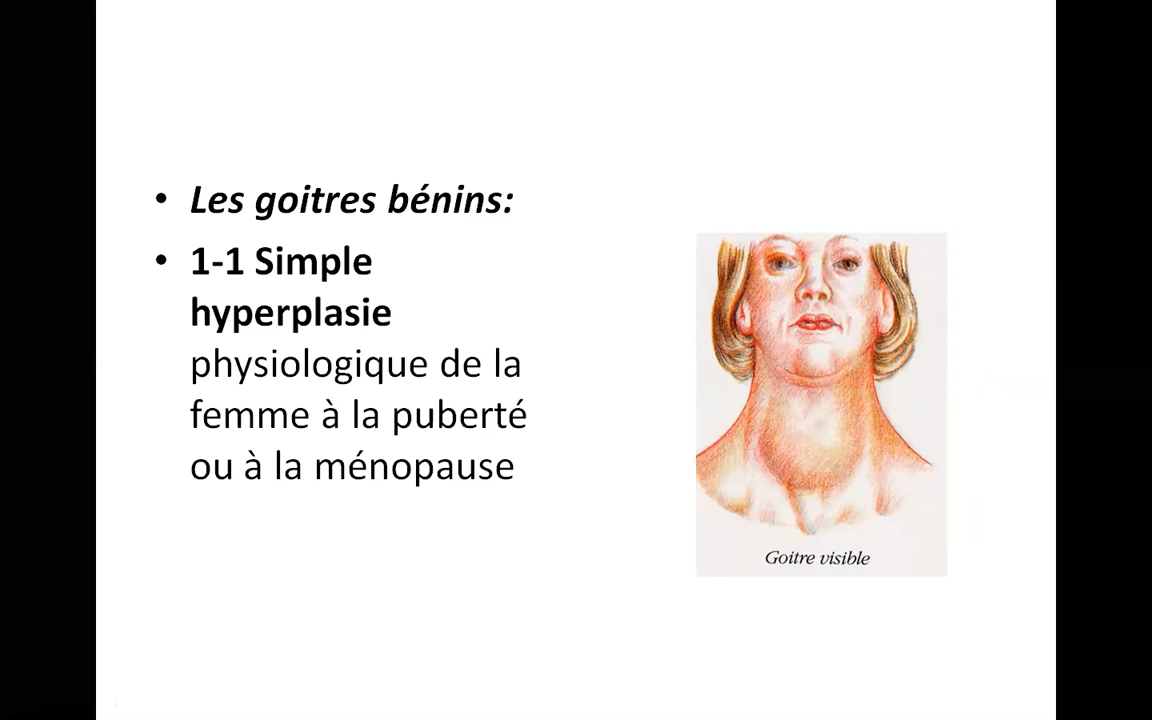 • Les goitres bénins:
• 1-1 Simple
hyperplasie
physiologique de la
femme à la puberté
ou à la ménopause
Goitre visible